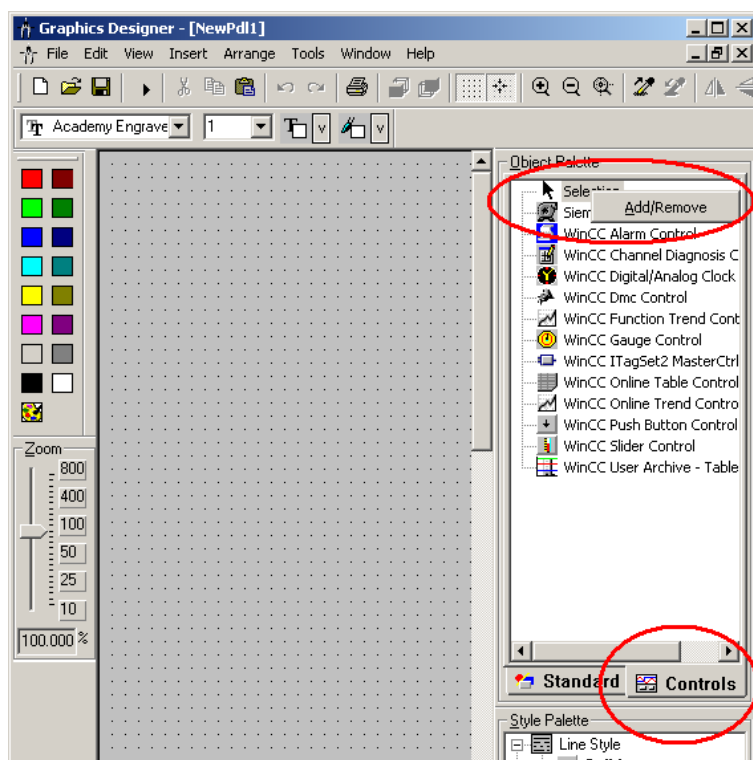 Graphics Designer - [NewPdl1]
File Edit View Insert Arrange Tools Window Help
Academy Engrave 1
Object Palette
Selection
Add/Remove
Siem
WinCC Alarm Control
WinCC Channel Diagnosis C
WinCC Digital/Analog Clock
WinCC Dmc Control
WinCC Function Trend Cont
WinCC Gauge Control
WinCC ITagSet2 MasterCtrl
WinCC Online Table Control
WinCC Online Trend Contro
WinCC Push Button Control
WinCC Slider Control
WinCC User Archive - Table
Zoom
800
400
100
50
25
10
100.000 %
Standard Controls
Style Palette
Line Style